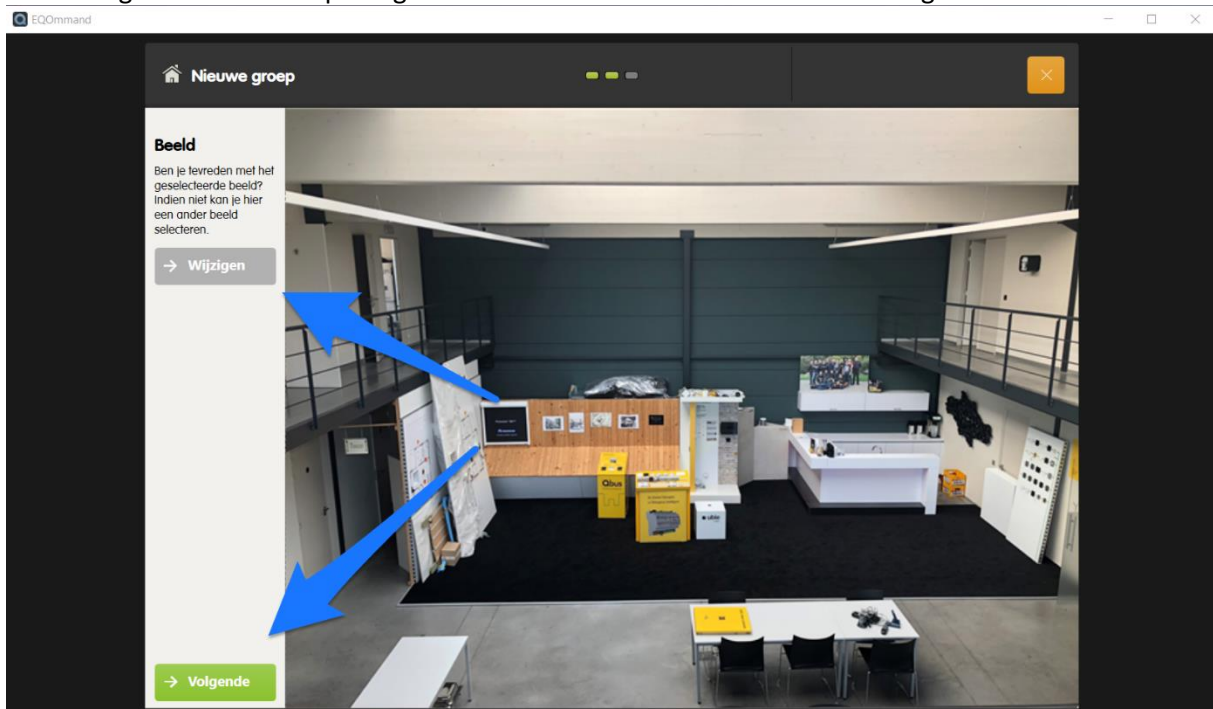 EQOmmand
Nieuwe groep
Beeld
Ben je tevreden met het
geselecteerde beeld?
Indien niet kan je hier
een ander beeld
selecteren.
→ Wijzigen
→ Volgende
Qbus